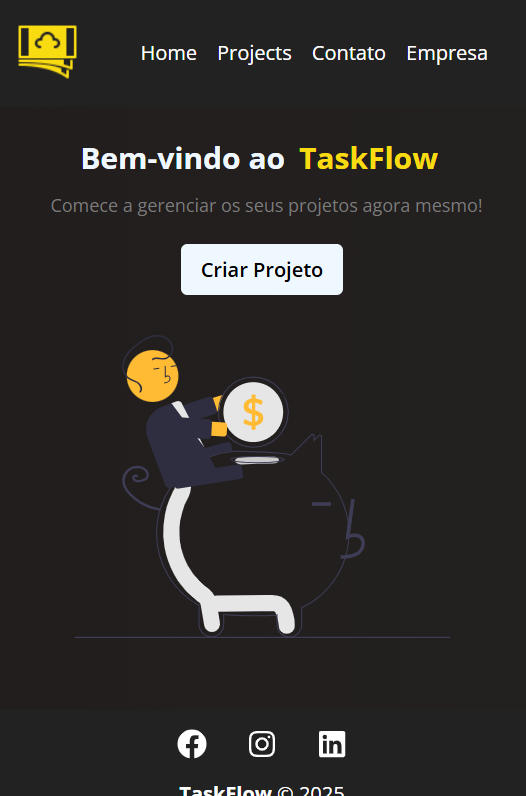 Home Projects Contato Empresa
Bem-vindo ao TaskFlow
Comece a gerenciar os seus projetos agora mesmo!
Criar Projeto
$
TaskFlow © 2025